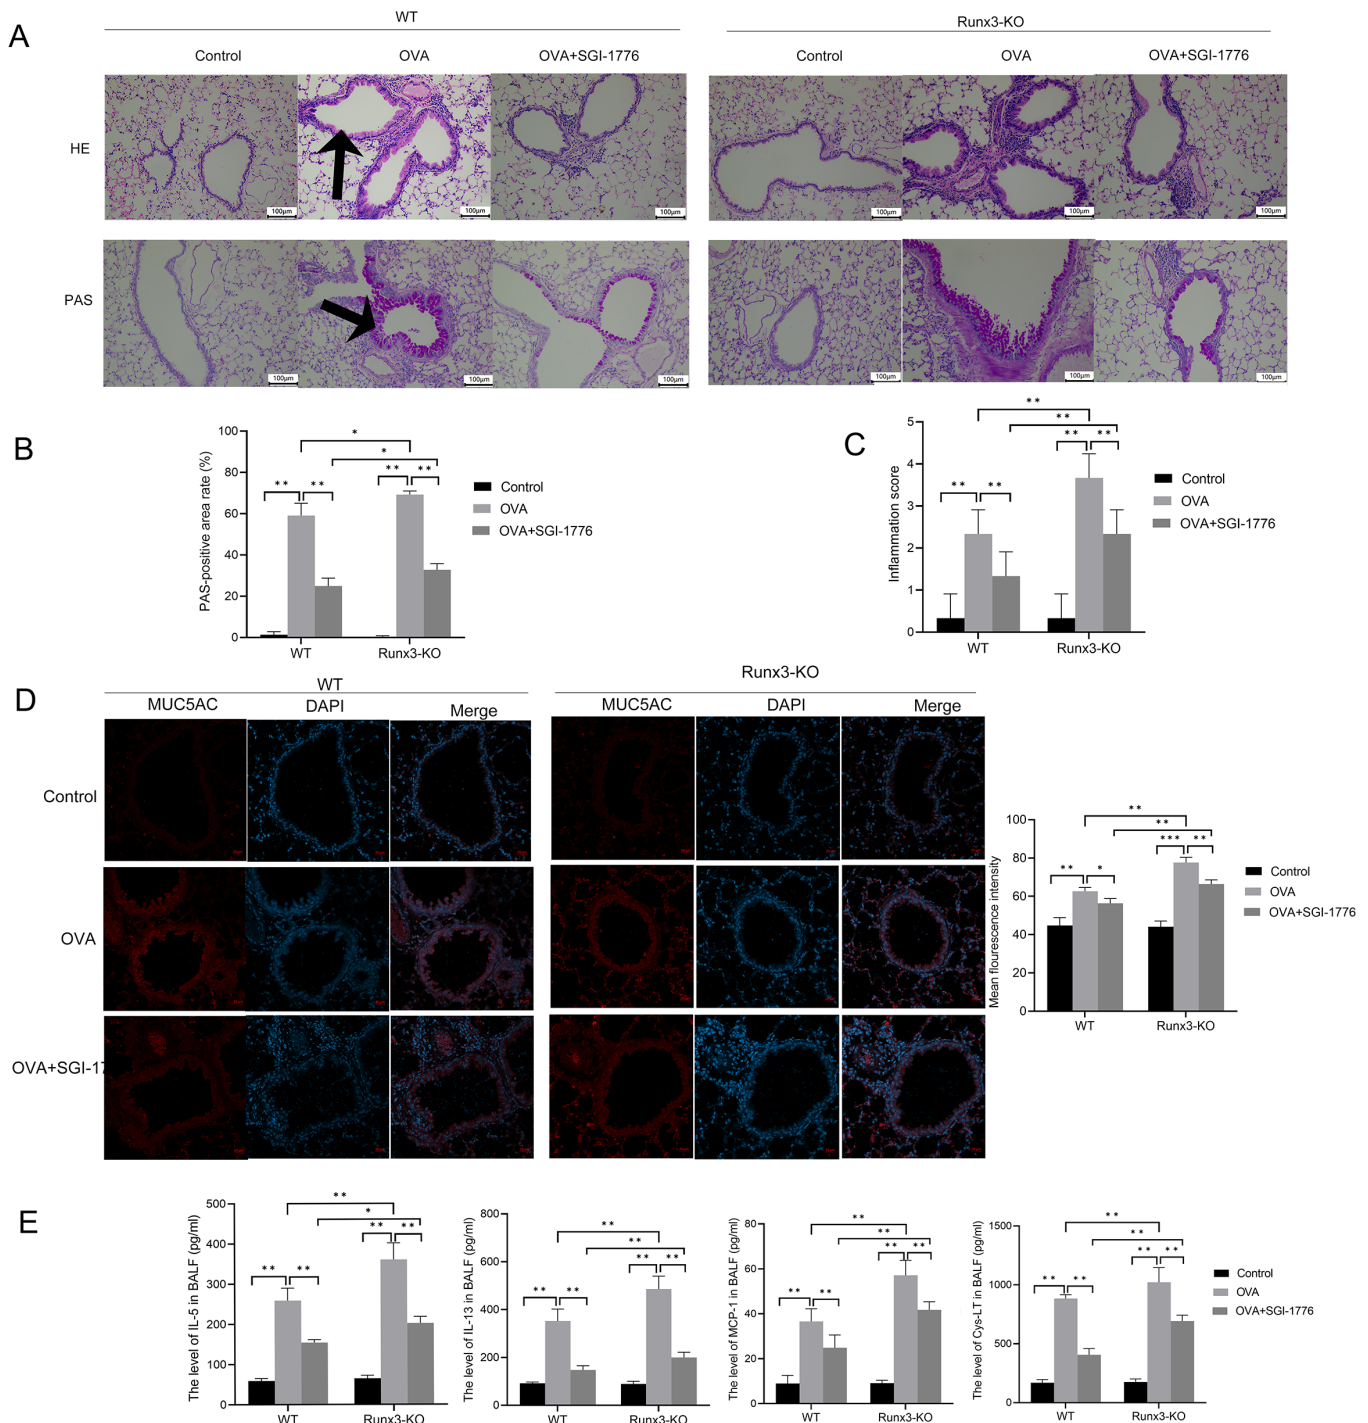 A
WT
Runx3-KO
Control
OVA
OVA+SGI-1776
Control
OVA
OVA+SGI-1776
HE
100μm
100μm
100μm
100μm
100μm
100μm
PAS
100μm
100μm
100μm
100μm
100μm
100μm
B
PAS-positive area rate (%)
100
80
60
40
20
0
*
*
**
**
**
**
WT
Runx3-KO
Control
OVA
OVA+SGI-1776
C
Inflammation score
5
4
3
2
1
0
**
**
**
**
**
**
WT
Runx3-KO
Control
OVA
OVA+SGI-1776
D
WT
Runx3-KO
MUC5AC
DAPI
Merge
MUC5AC
DAPI
Merge
Control
OVA
OVA+SGI-17
Mean flourescence intensity
100
80
60
40
20
0
**
**
**
*
***
**
WT
Runx3-KO
Control
OVA
OVA+SGI-1776
E
The level of IL-5 in BALF (pg/ml)
500
400
300
200
100
0
**
*
**
**
**
**
WT
Runx3-KO
The level of IL-13 in BALF (pg/ml)
800
600
400
200
0
**
**
**
**
**
**
WT
Runx3-KO
The level of MCP-1 in BALF (pg/ml)
80
60
40
20
0
**
**
**
**
**
**
WT
Runx3-KO
The level of Cys-LT in BALF (pg/ml)
1500
1000
500
0
**
**
**
**
**
**
WT
Runx3-KO
Control
OVA
OVA+SGI-1776